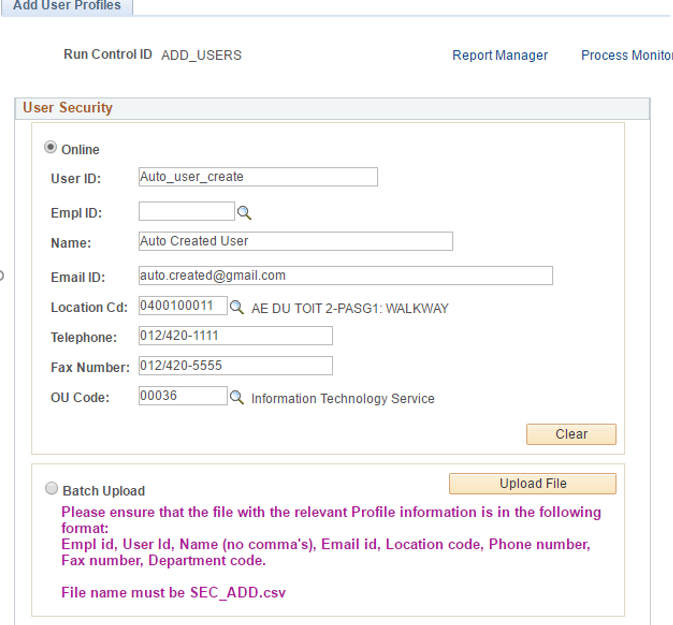 Add User Profiles
Run Control ID ADD_USERS Report Manager Process Monitor
User Security
Online
User ID: Auto_user_create
Empl ID:
Name: Auto Created User
Email ID: auto.created@gmail.com
Location Cd: 0400100011 AE DU TOIT 2-PASG1: WALKWAY
Telephone: 012/420-1111
Fax Number: 012/420-5555
OU Code: 00036 Information Technology Service
Clear
Batch Upload Upload File
Please ensure that the file with the relevant Profile information is in the following
format:
Empl id, User Id, Name (no comma's), Email id, Location code, Phone number,
Fax number, Department code.
File name must be SEC_ADD.csv